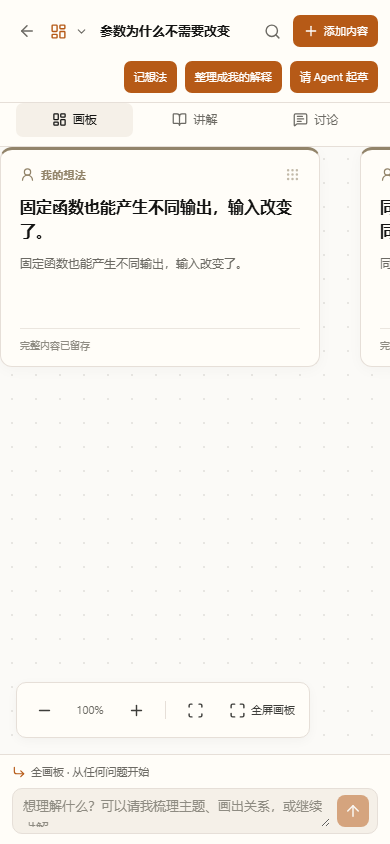 参数为什么不需要改变
添加内容
记想法
整理成我的解释
请 Agent 起草
画板
讲解
讨论
我的想法
固定函数也能产生不同输出，输入改变
了。
固定函数也能产生不同输出，输入改变了。
完整内容已留存
同
同
同
完
100%
全屏画板
全画板 · 从任何问题开始
想理解什么？可以请我梳理主题、画出关系，或继续